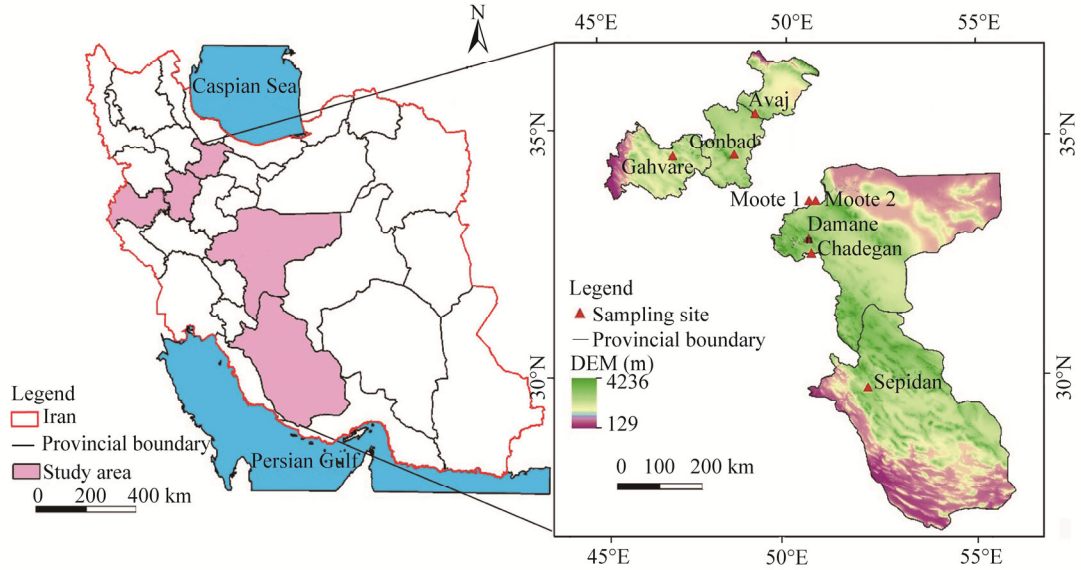 N
Caspian Sea
Persian Gulf
Legend
Iran
Provincial boundary
Study area
0 200 400 km
45°E 50°E 55°E
35°N
30°N
Avaj
Gonbad
Gahvare
Moote 1 Moote 2
Damane
Chadegan
Sepidan
Legend
Sampling site
Provincial boundary
DEM (m)
4236
129
0 100 200 km
35°N
30°N
45°E 50°E 55°E